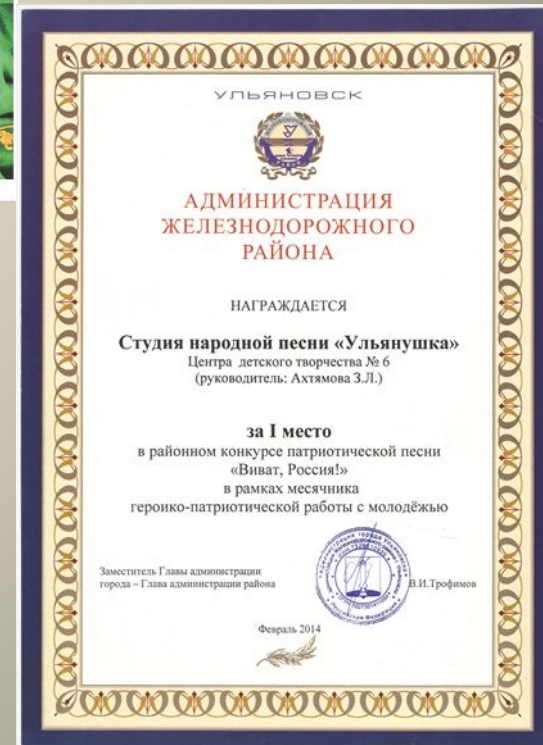 УЛЬЯНОВСК
АДМИНИСТРАЦИЯ
ЖЕЛЕЗНОДОРОЖНОГО
РАЙОНА
НАГРАЖДАЕТСЯ
Студия народной песни «Ульянушка»
Центра детского творчества № 6
(руководитель: Ахтямова З.Л.)
за I место
в районном конкурсе патриотической песни
«Виват, Россия!»
в рамках месячника
героико-патриотической работы с молодёжью
Заместитель Главы администрации
города – Глава администрации района
В.И.Трофимов
Февраль 2014